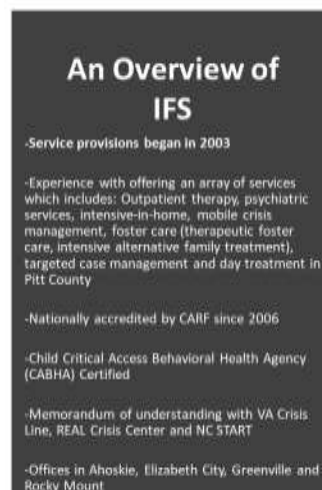 An Overview of
IFS
-Service provisions began in 2003
-Experience with offering an array of services
which includes: Outpatient therapy, psychiatric
services, intensive-in-home, mobile crisis
management, foster care (therapeutic foster
care, intensive alternative family treatment),
targeted case management and day treatment in
Pitt County
-Nationally accredited by CARF since 2006
-Child Critical Access Behavioral Health Agency
(CABHA) Certified
-Memorandum of understanding with VA Crisis
Line, REAL Crisis Center and NC START
-Offices in Ahoskie, Elizabeth City, Greenville and
Rocky Mount